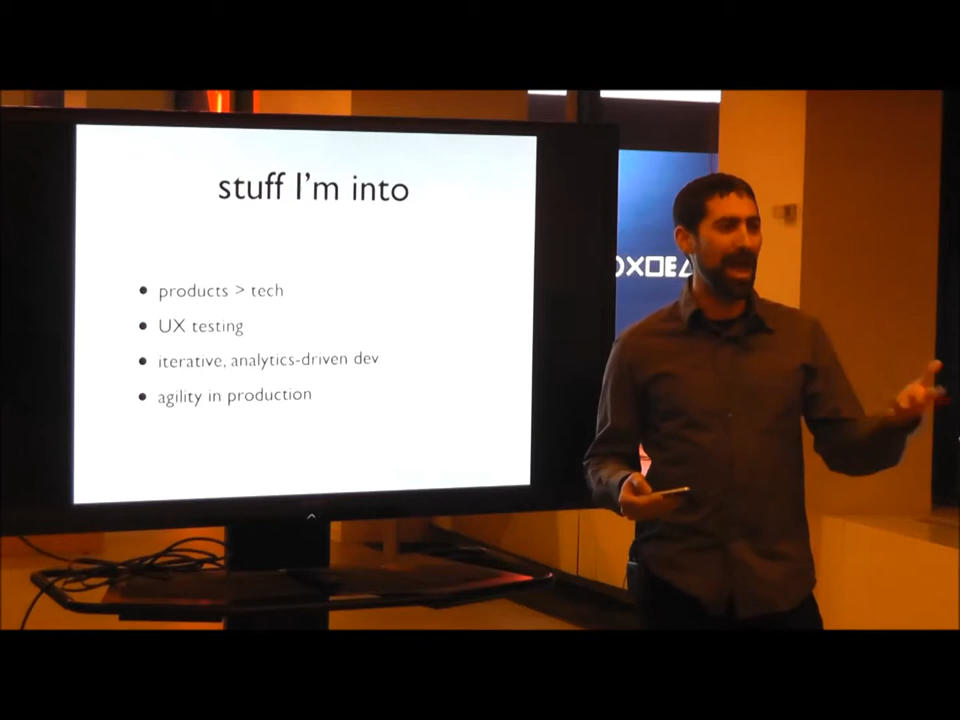 stuff I'm into
• products > tech
• UX testing
• iterative, analytics-driven dev
• agility in production